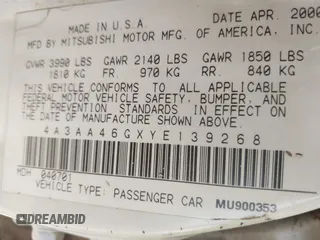 MADE IN U.S.A. DATE APR. 2000
MFD BY MITSUBISHI MOTOR MFG. OF AMERICA, INC.
GVWR 3990 LBS GAWR 2140 LBS GAWR 1850 LBS
1810 KG FR. 970 KG RR. 840 KG
THIS VEHICLE CONFORMS TO ALL APPLICABLE
FEDERAL MOTOR VEHICLE SAFETY, BUMPER, AND
THEFT PREVENTION STANDARDS IN EFFECT ON
THE DATE OF MANUFACTURE SHOWN ABOVE.
4A3AA46GXYE139268
MDH 040701
VEHICLE TYPE: PASSENGER CAR MU900353
DREAMBID